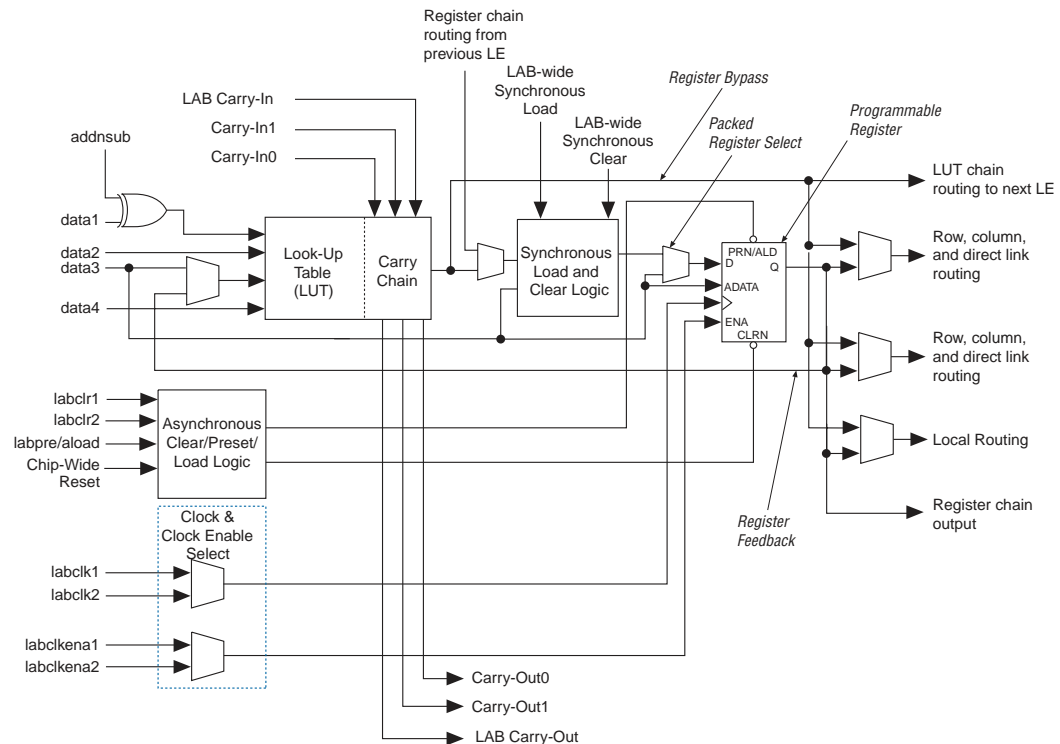 Register chain
routing from
previous LE
LAB-wide
Synchronous
Load
Register Bypass
LAB Carry-In
Programmable
Register
Packed
Register Select
LAB-wide
Synchronous
Clear
Carry-In1
addnsub
Carry-In0
LUT chain
routing to next LE
data1
data2
data3
data4
Look-Up
Table
(LUT)
Carry
Chain
Synchronous
Load and
Clear Logic
PRN/ALD
D
Q
ADATA
ENA
CLRN
Row, column,
and direct link
routing
Row, column,
and direct link
routing
labclr1
labclr2
labpre/aload
Chip-Wide
Reset
Asynchronous
Clear/Preset/
Load Logic
Local Routing
Register chain
output
Register
Feedback
Clock &
Clock Enable
Select
labclk1
labclk2
labclkena1
labclkena2
Carry-Out0
Carry-Out1
LAB Carry-Out